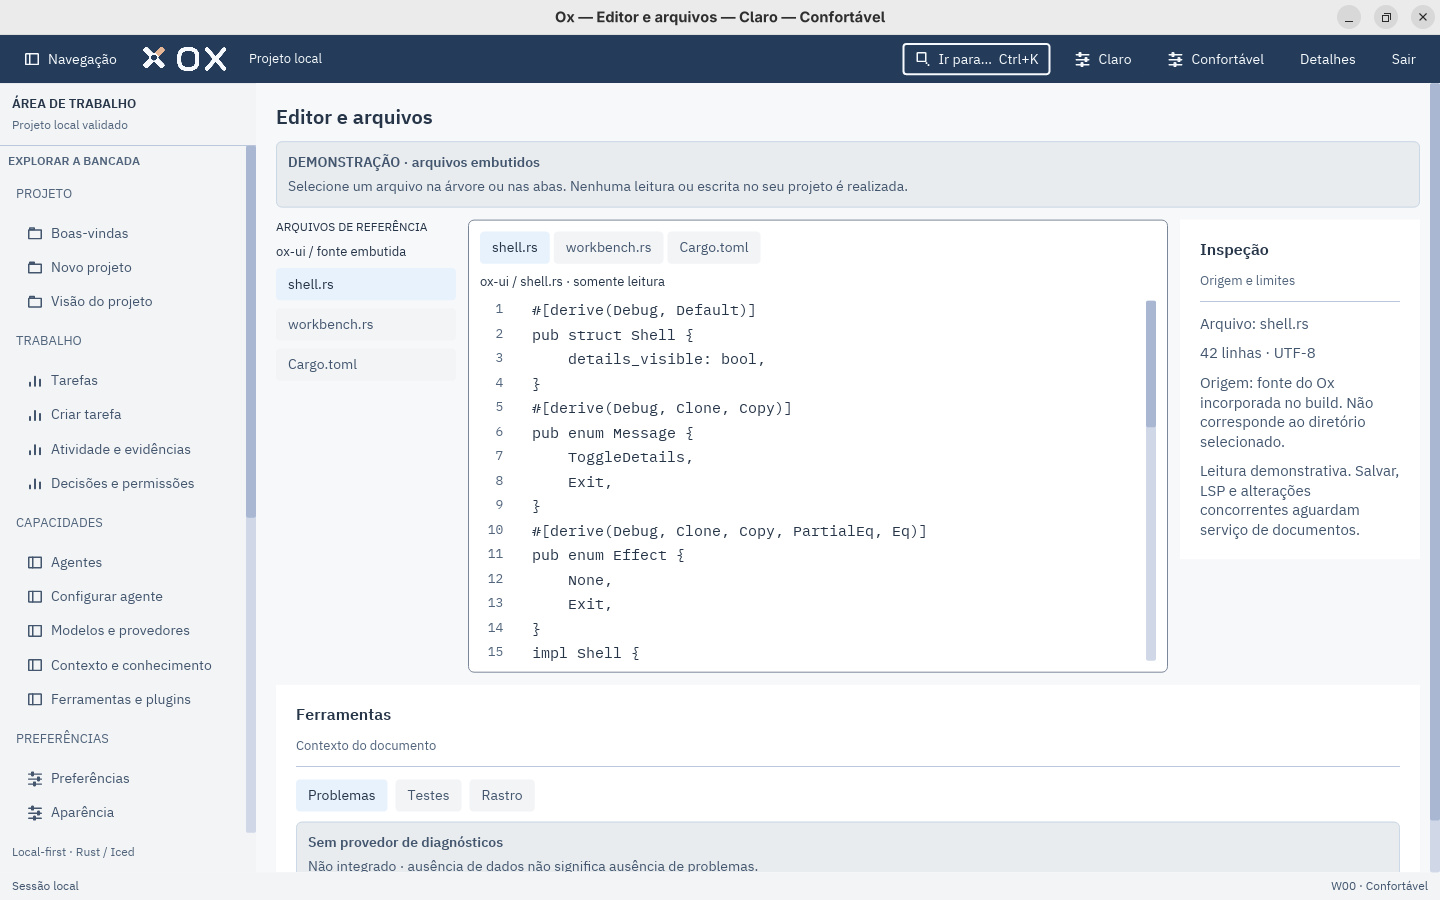 Ox — Editor e arquivos — Claro — Confortável
Navegação
OX
Projeto local
Ir para... Ctrl+K
Claro
Confortável
Detalhes
Sair
ÁREA DE TRABALHO
Projeto local validado
EXPLORAR A BANCADA
PROJETO
Boas-vindas
Novo projeto
Visão do projeto
TRABALHO
Tarefas
Criar tarefa
Atividade e evidências
Decisões e permissões
CAPACIDADES
Agentes
Configurar agente
Modelos e provedores
Contexto e conhecimento
Ferramentas e plugins
PREFERÊNCIAS
Preferências
Aparência
Local-first · Rust / Iced
Editor e arquivos
DEMONSTRAÇÃO · arquivos embutidos
Selecione um arquivo na árvore ou nas abas. Nenhuma leitura ou escrita no seu projeto é realizada.
ARQUIVOS DE REFERÊNCIA
ox-ui / fonte embutida
shell.rs
workbench.rs
Cargo.toml
shell.rs
workbench.rs
Cargo.toml
ox-ui / shell.rs · somente leitura
1 #[derive(Debug, Default)]
2 pub struct Shell {
3     details_visible: bool,
4 }
5 #[derive(Debug, Clone, Copy)]
6 pub enum Message {
7     ToggleDetails,
8     Exit,
9 }
10 #[derive(Debug, Clone, Copy, PartialEq, Eq)]
11 pub enum Effect {
12     None,
13     Exit,
14 }
15 impl Shell {
Inspeção
Origem e limites
Arquivo: shell.rs
42 linhas · UTF-8
Origem: fonte do Ox
incorporada no build. Não
corresponde ao diretório
selecionado.
Leitura demonstrativa. Salvar,
LSP e alterações
concorrentes aguardam
serviço de documentos.
Ferramentas
Contexto do documento
Problemas
Testes
Rastro
Sem provedor de diagnósticos
Não integrado · ausência de dados não significa ausência de problemas.
Sessão local
W00 · Confortável